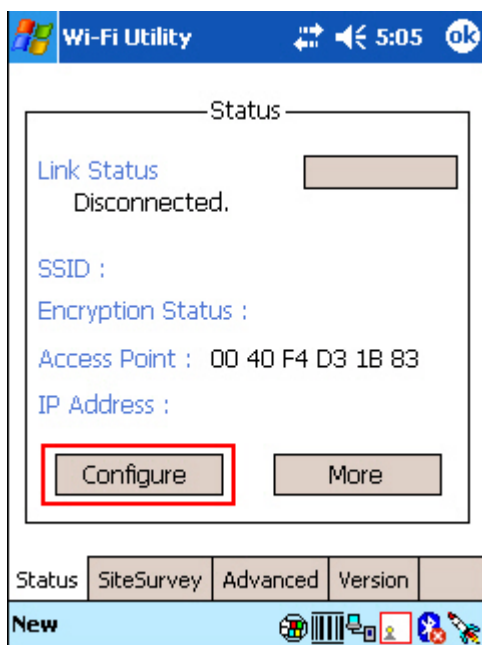 Wi-Fi Utility 5:05 ok
Status
Link Status
Disconnected.
SSID :
Encryption Status :
Access Point : 00 40 F4 D3 1B 83
IP Address :
Configure More
Status SiteSurvey Advanced Version
New